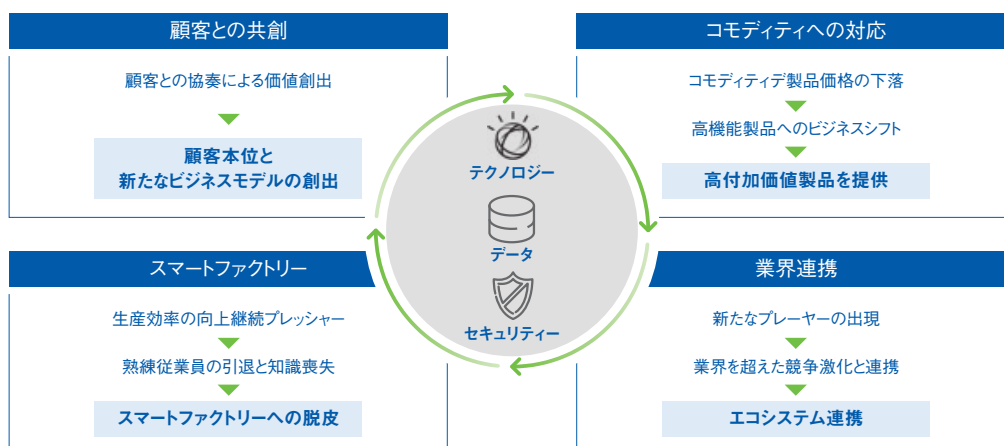 顧客との共創
顧客との協奏による価値創出
顧客本位と
新たなビジネスモデルの創出
コモディティへの対応
コモディティデ製品価格の下落
高機能製品へのビジネスシフト
高付加価値製品を提供
テクノロジー
データ
セキュリティー
スマートファクトリー
生産効率の向上継続プレッシャー
熟練従業員の引退と知識喪失
スマートファクトリーへの脱皮
業界連携
新たなプレーヤーの出現
業界を超えた競争激化と連携
エコシステム連携